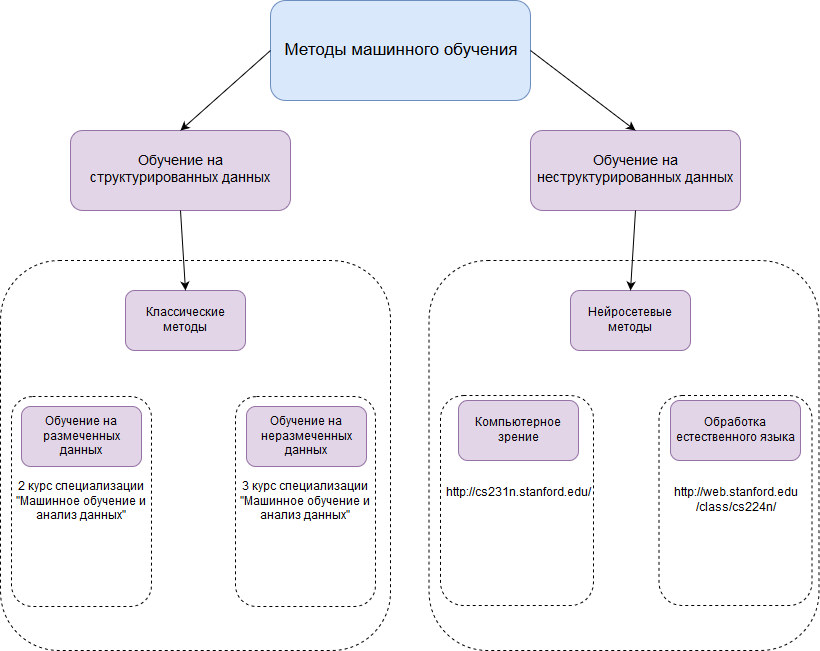 Методы машинного обучения
Обучение на
структурированных данных
Обучение на
неструктурированных данных
Классические
методы
Нейросетевые
методы
Обучение на
размеченных
данных
Обучение на
неразмеченных
данных
Компьютерное
зрение
Обработка
естественного языка
2 курс специализации
"Машинное обучение и
анализ данных"
3 курс специализации
"Машинное обучение и
анализ данных"
http://cs231n.stanford.edu/
http://web.stanford.edu
/class/cs224n/